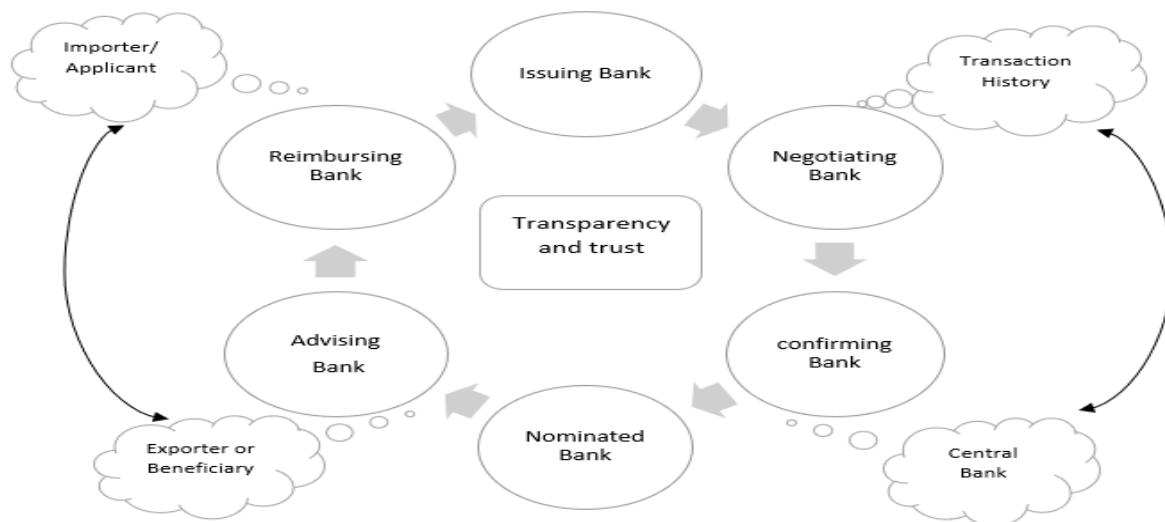 Importer/
Applicant
Issuing Bank
Transaction
History
Reimbursing
Bank
Negotiating
Bank
Transparency
and trust
Advising
Bank
confirming
Bank
Nominated
Bank
Exporter or
Beneficiary
Central
Bank